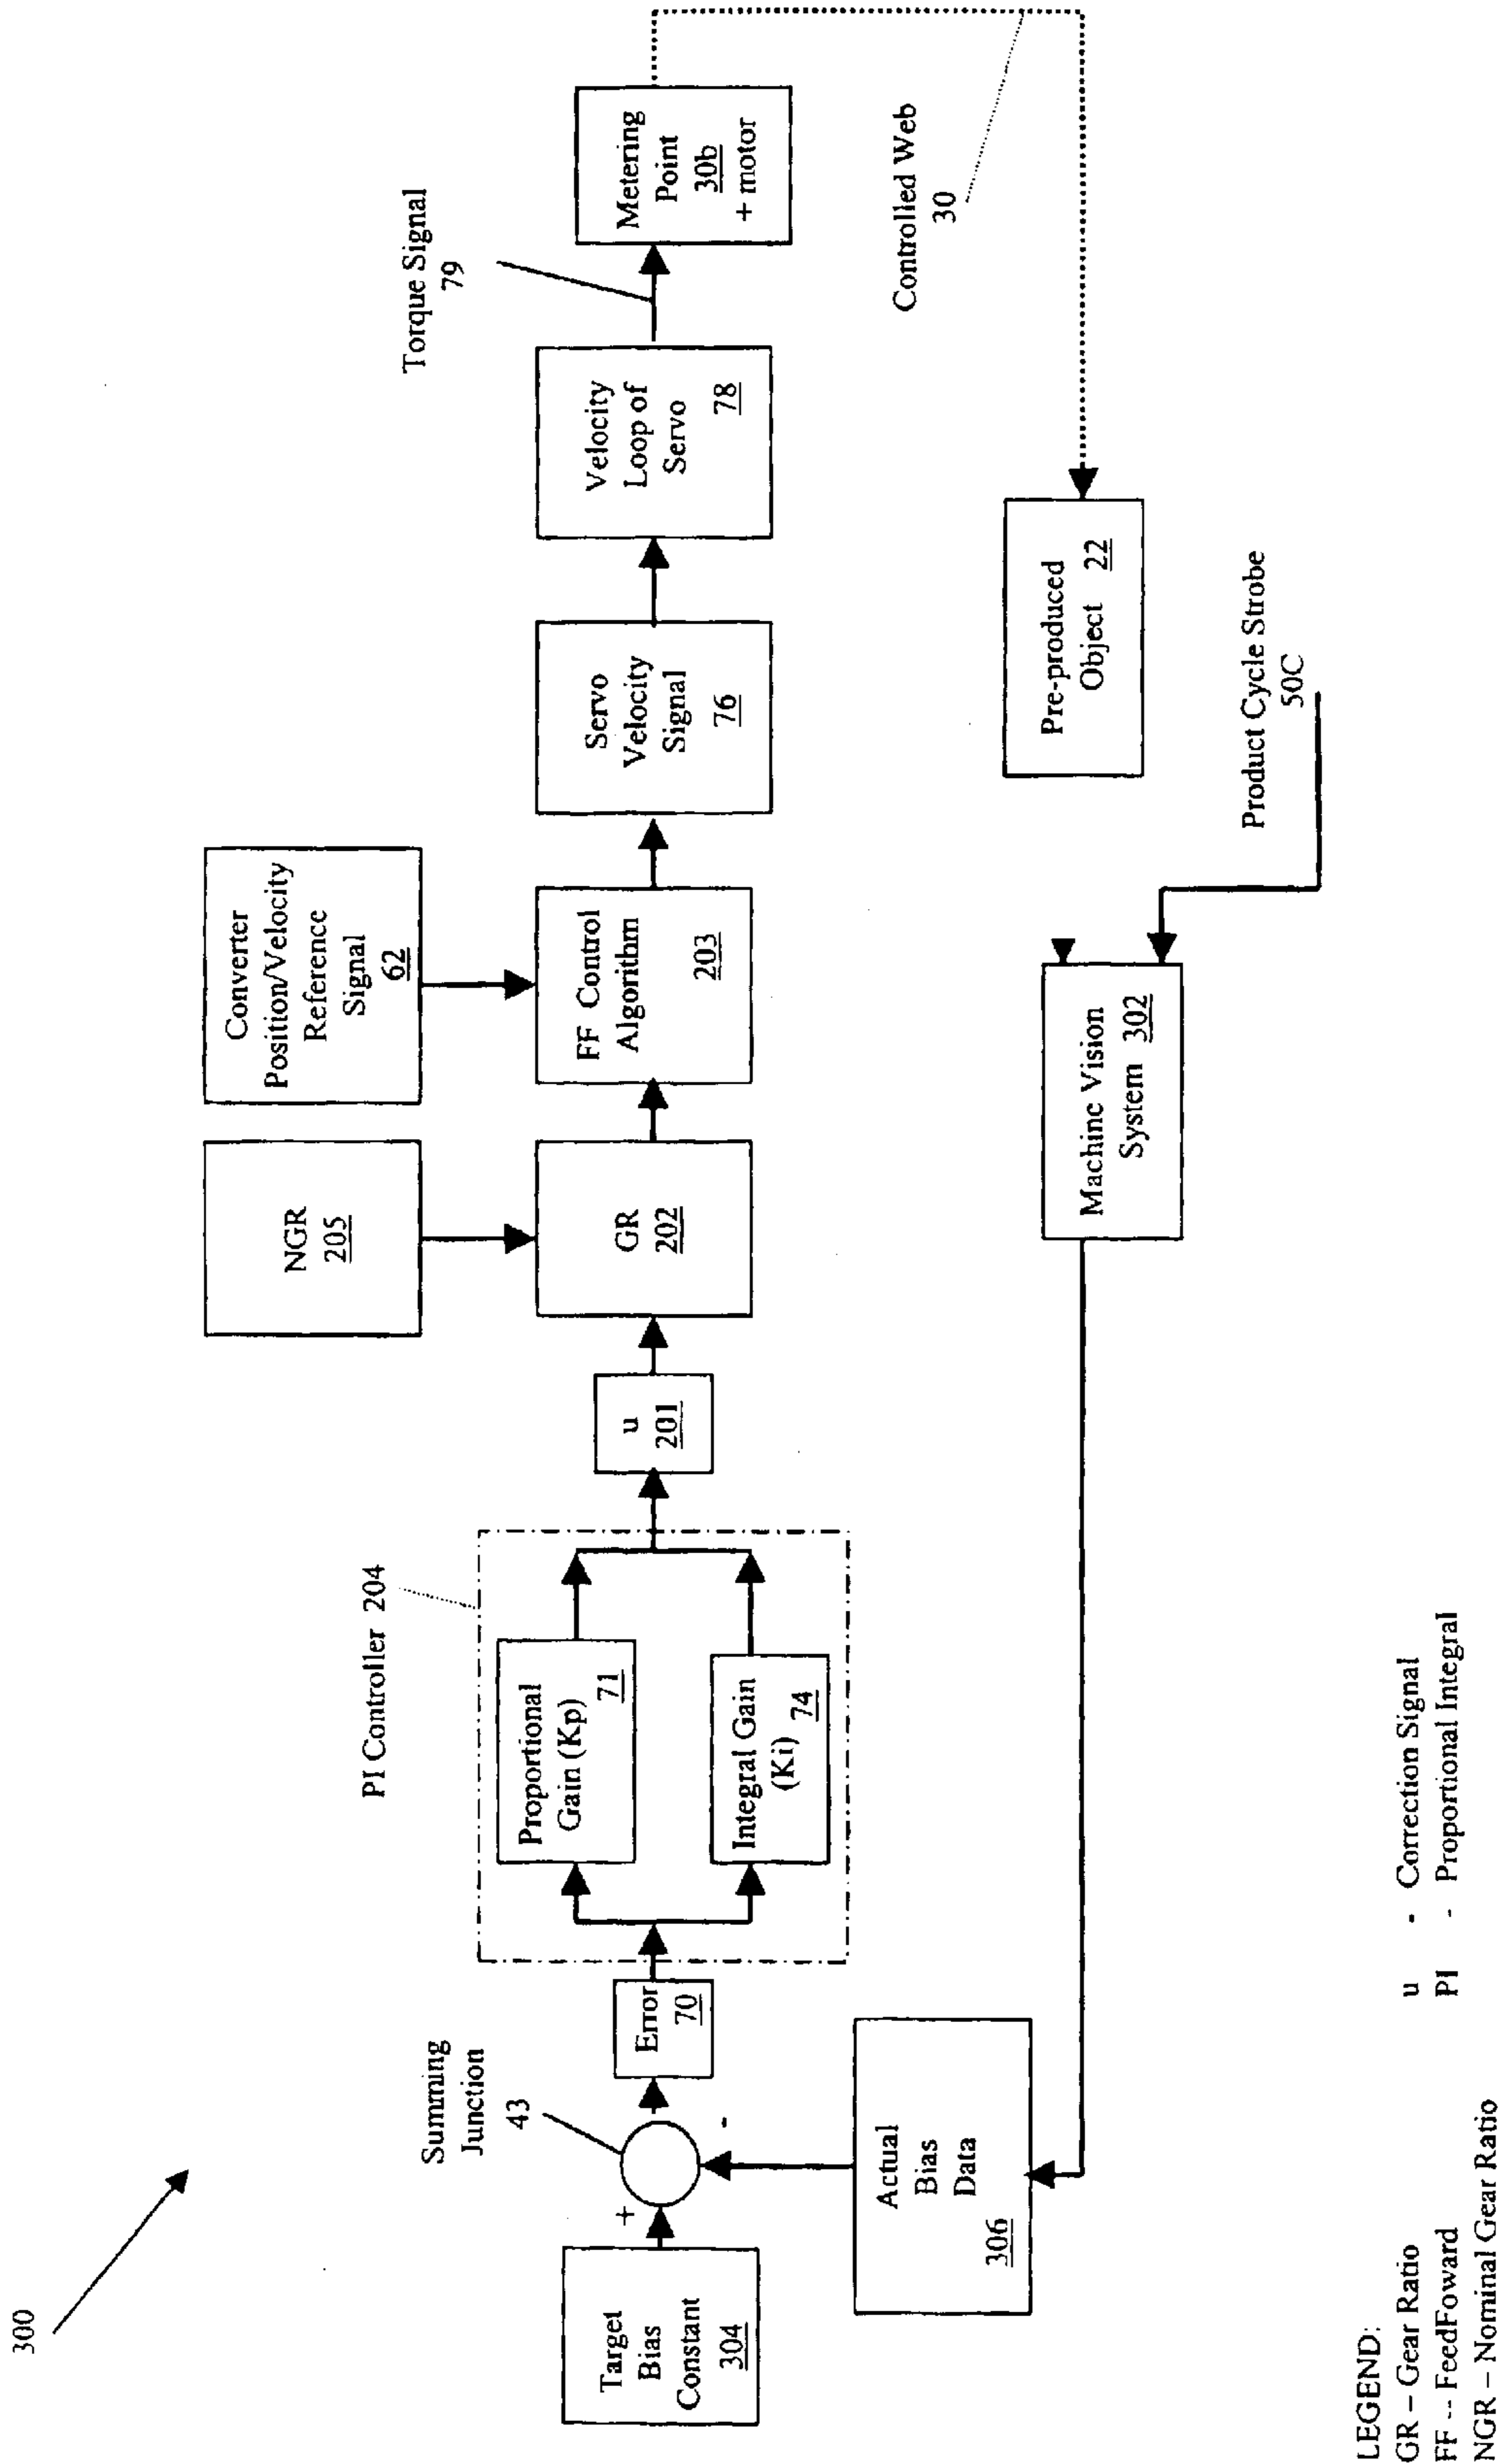 300
Target
Bias
Constant
304
+
Summing
Junction
43
-
Actual
Bias
Data
306
Error
70
PI Controller 204
Proportional
Gain (Kp)
71
Integral Gain
(Ki) 74
u
201
NGR
205
GR
202
Converter
Position/Velocity
Reference
Signal
62
FF Control
Algorithm
203
Servo
Velocity
Signal
76
Velocity
Loop of
Servo
78
Torque Signal
79
Metering
Point
30b
+ motor
Controlled Web
30
Pre-produced
Object 22
Product Cycle Strobe
50C
Machine Vision
System 302
LEGEND:
GR – Gear Ratio
FF -- FeedFoward
NGR – Nominal Gear Ratio
u - Correction Signal
PI - Proportional Integral